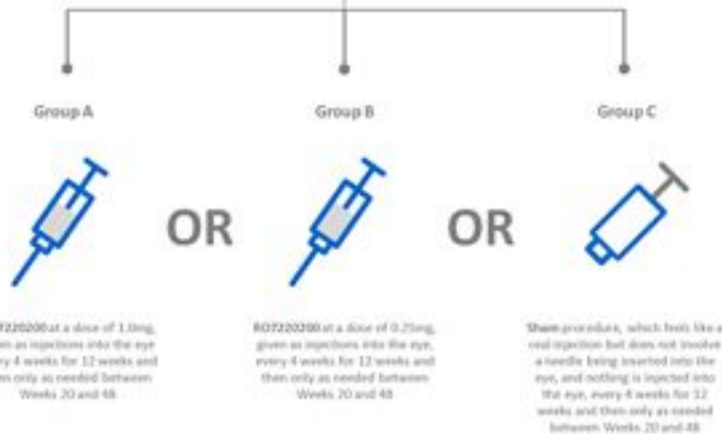 Group A
Group B
Group C
OR
OR
7220200 at a dose of 1.0mg,
en as injections into the eye
ry 4 weeks for 12 weeks and
en only as needed between
Weeks 20 and 48
RO7220200 at a dose of 0.25mg,
given as injections into the eye,
every 4 weeks for 12 weeks and
then only as needed between
Weeks 20 and 48
Sham procedure, which feels like a
real injection but does not involve
a needle being inserted into the
eye, and nothing is injected into
the eye, every 4 weeks for 12
weeks and then only as needed
between Weeks 20 and 48